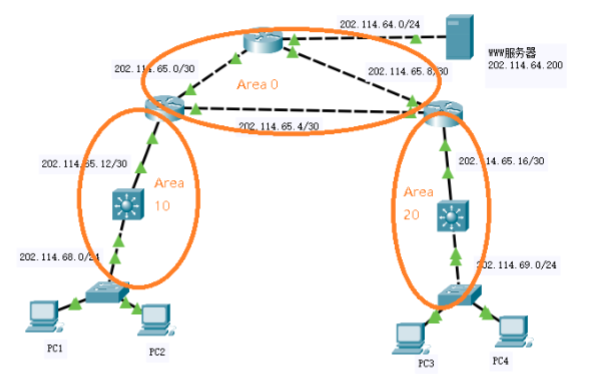 202.114.64.0/24
www服务器
202.114.64.200
202.114.65.0/30
202.114.65.8/30
Area 0
202.114.65.4/30
202.114.65.12/30
202.114.65.16/30
Area
10
Area
20
202.114.68.0/24
202.114.69.0/24
PC1
PC2
PC3
PC4